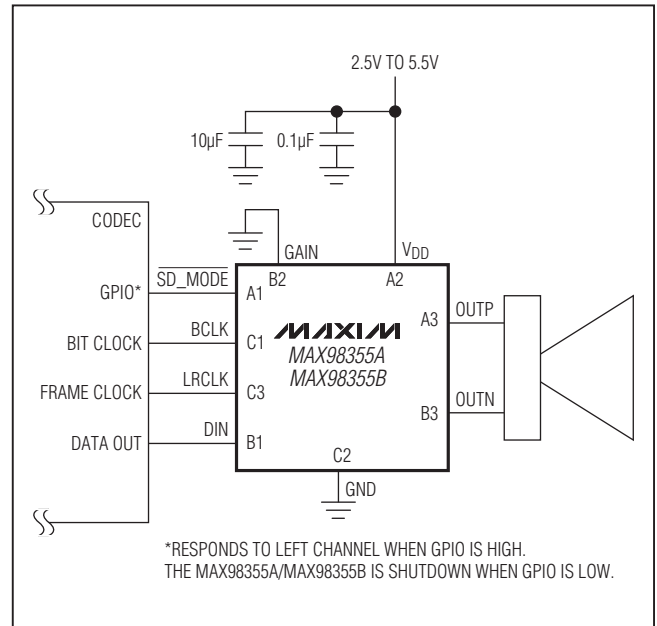 2.5V TO 5.5V
10µF 0.1µF
CODEC
GAIN VDD
SD_MODE B2 A2
GPIO* A1
A3 OUTP
BIT CLOCK BCLK C1 MAXIM
MAX98355A
MAX98355B
FRAME CLOCK LRCLK C3
B3 OUTN
DATA OUT DIN B1
C2
GND
*RESPONDS TO LEFT CHANNEL WHEN GPIO IS HIGH.
THE MAX98355A/MAX98355B IS SHUTDOWN WHEN GPIO IS LOW.